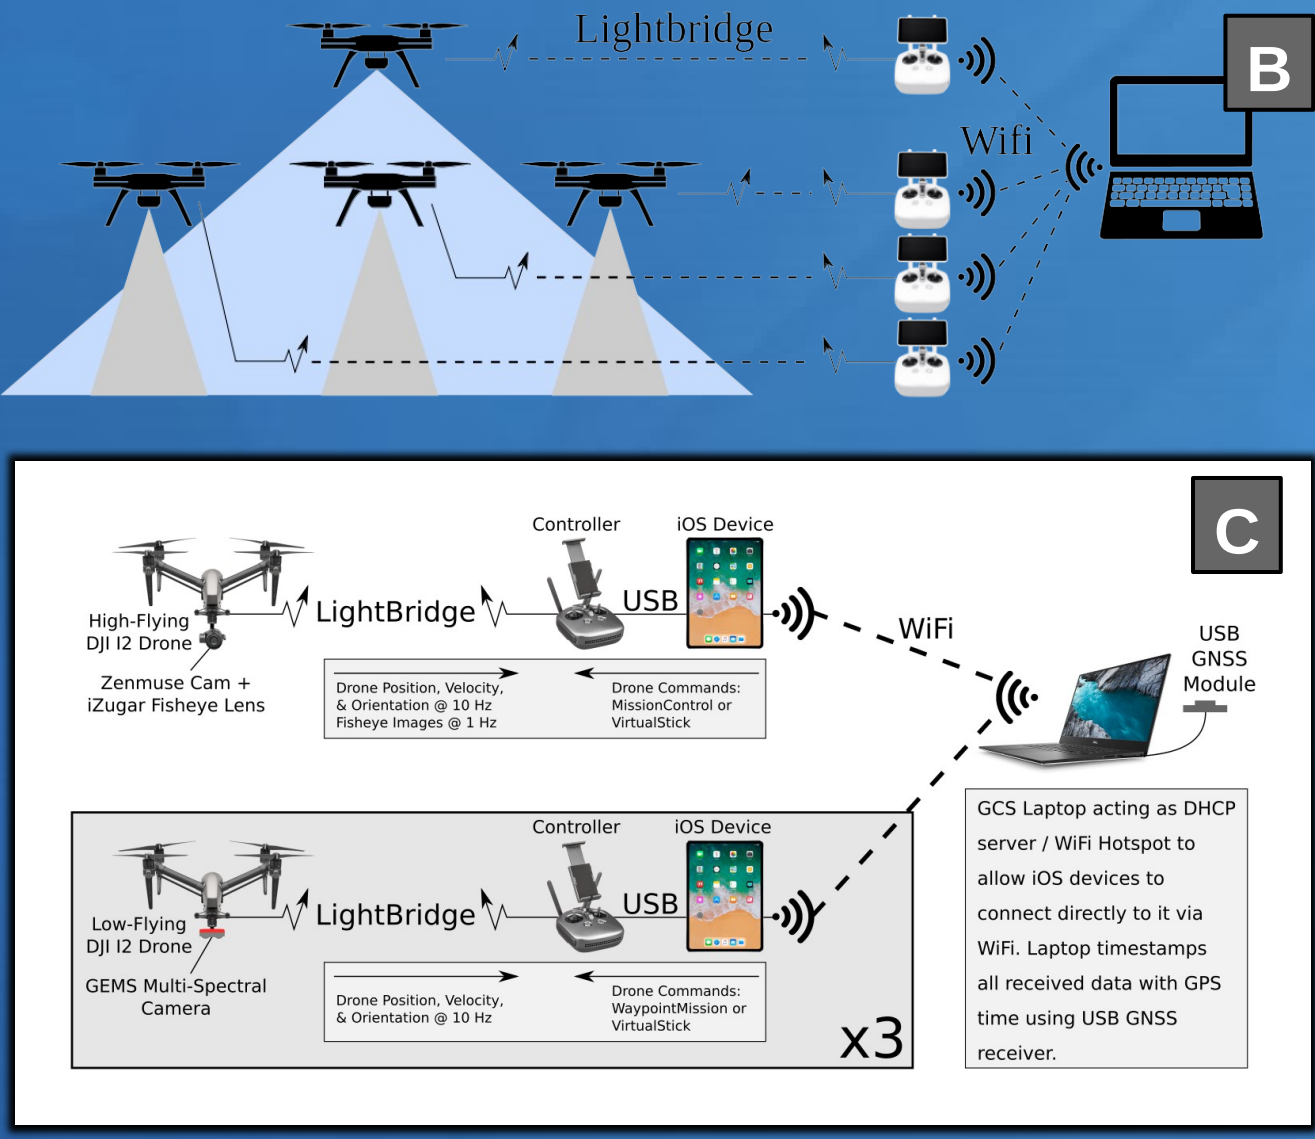 Lightbridge
B
Wifi
C
Controller
iOS Device
High-Flying
DJI I2 Drone
LightBridge
USB
WiFi
Zenmuse Cam +
iZugar Fisheye Lens
Drone Position, Velocity,
& Orientation @ 10 Hz
Fisheye Images @ 1 Hz
Drone Commands:
MissionControl or
VirtualStick
USB
GNSS
Module
Controller
iOS Device
Low-Flying
DJI I2 Drone
LightBridge
USB
GEMS Multi-Spectral
Camera
Drone Position, Velocity,
& Orientation @ 10 Hz
Drone Commands:
WaypointMission or
VirtualStick
x3
GCS Laptop acting as DHCP
server / WiFi Hotspot to
allow iOS devices to
connect directly to it via
WiFi. Laptop timestamps
all received data with GPS
time using USB GNSS
receiver.